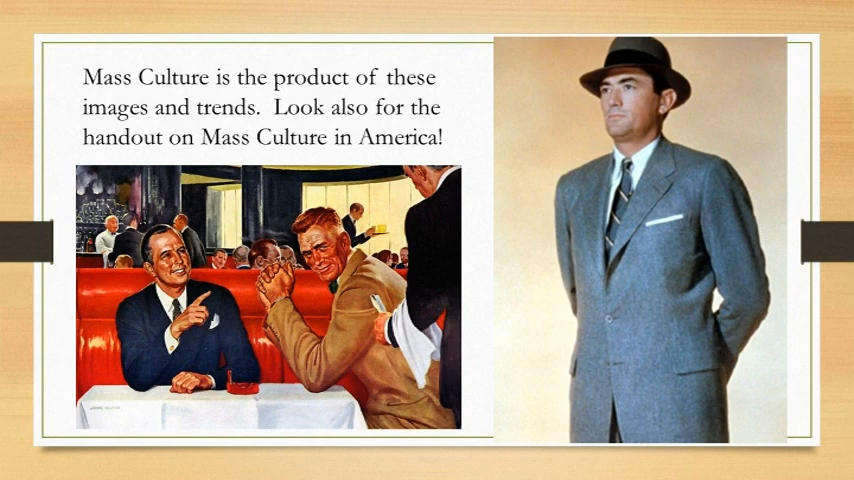 Mass Culture is the product of these
images and trends.  Look also for the
handout on Mass Culture in America!